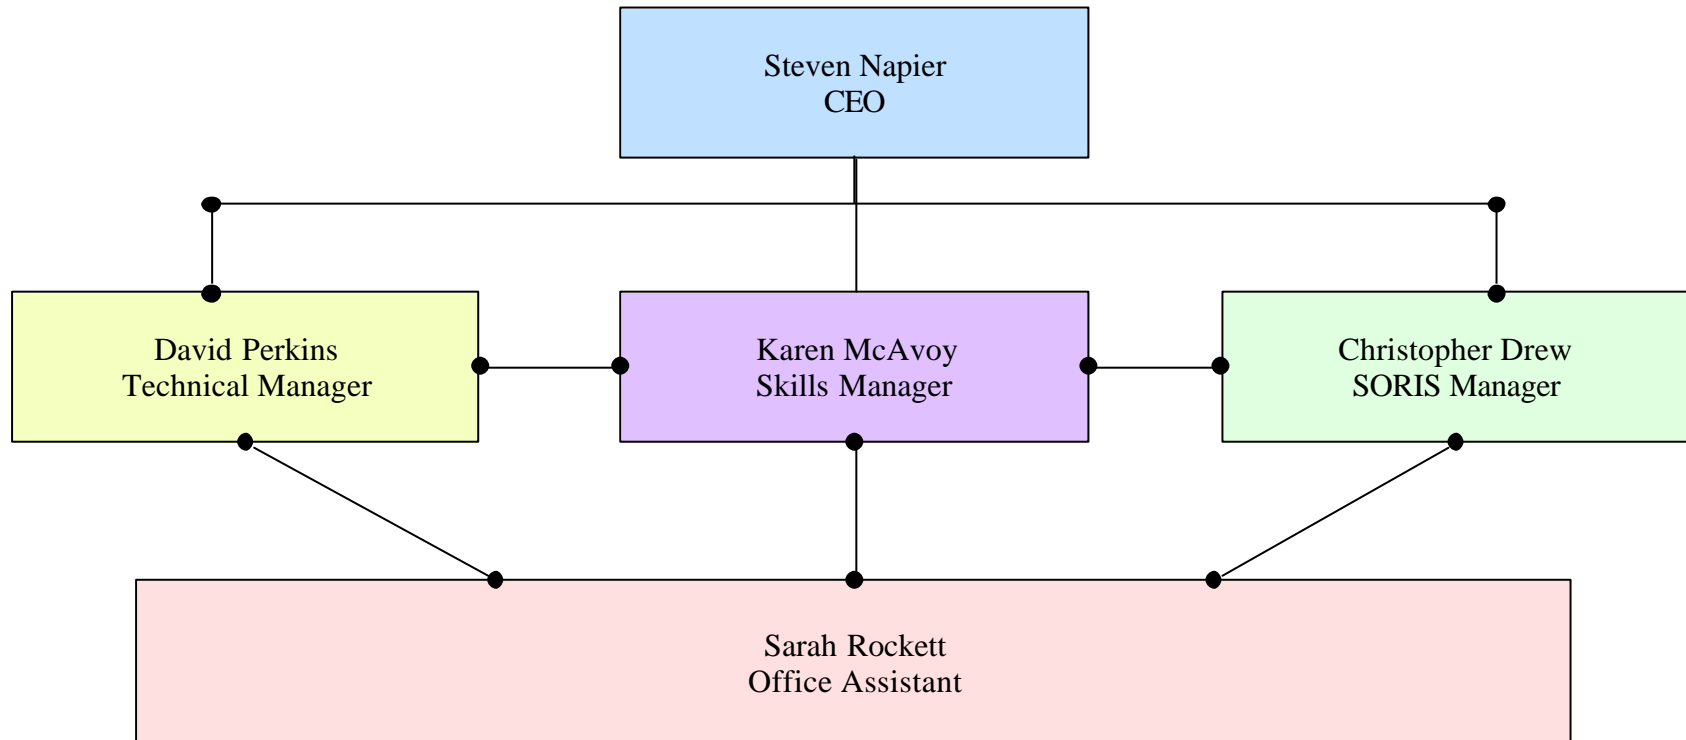 Steven Napier
CEO
David Perkins
Technical Manager
Karen McAvoy
Skills Manager
Christopher Drew
SORIS Manager
Sarah Rockett
Office Assistant